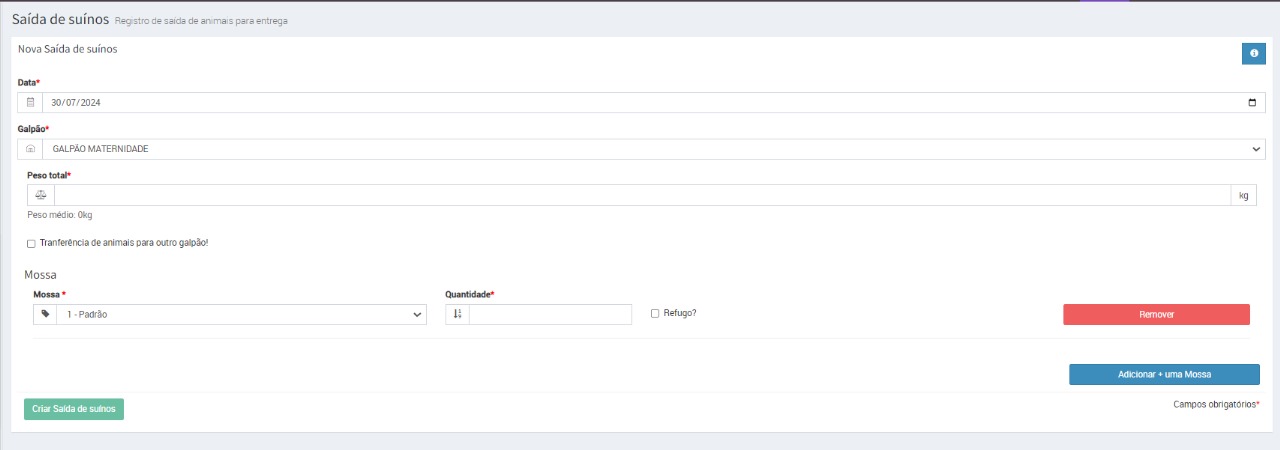 Saída de suínos Registro de saída de animais para entrega
Nova Saída de suínos
Data*
30/07/2024
Galpão*
GALPÃO MATERNIDADE
Peso total*
kg
Peso médio: 0kg
Tranferência de animais para outro galpão!
Mossa
Mossa * Quantidade*
1 - Padrão Refugo? Remover
Adicionar + uma Mossa
Criar Saída de suínos Campos obrigatórios*